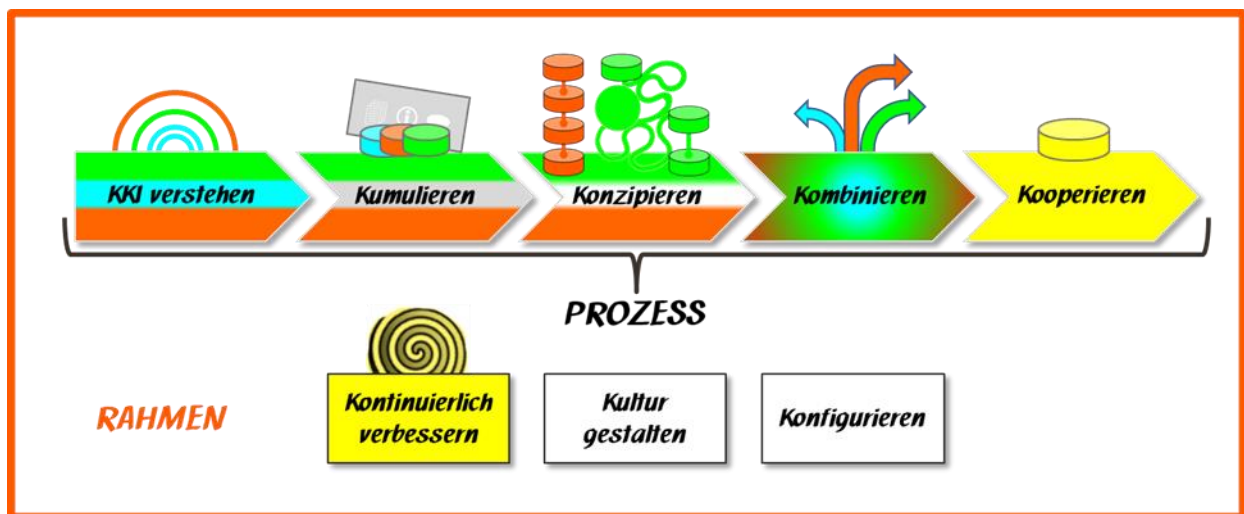 KKI verstehen
Kumulieren
Konzipieren
Kombinieren
Kooperieren
PROZESS
RAHMEN
Kontinuierlich
verbessern
Kultur
gestalten
Konfigurieren